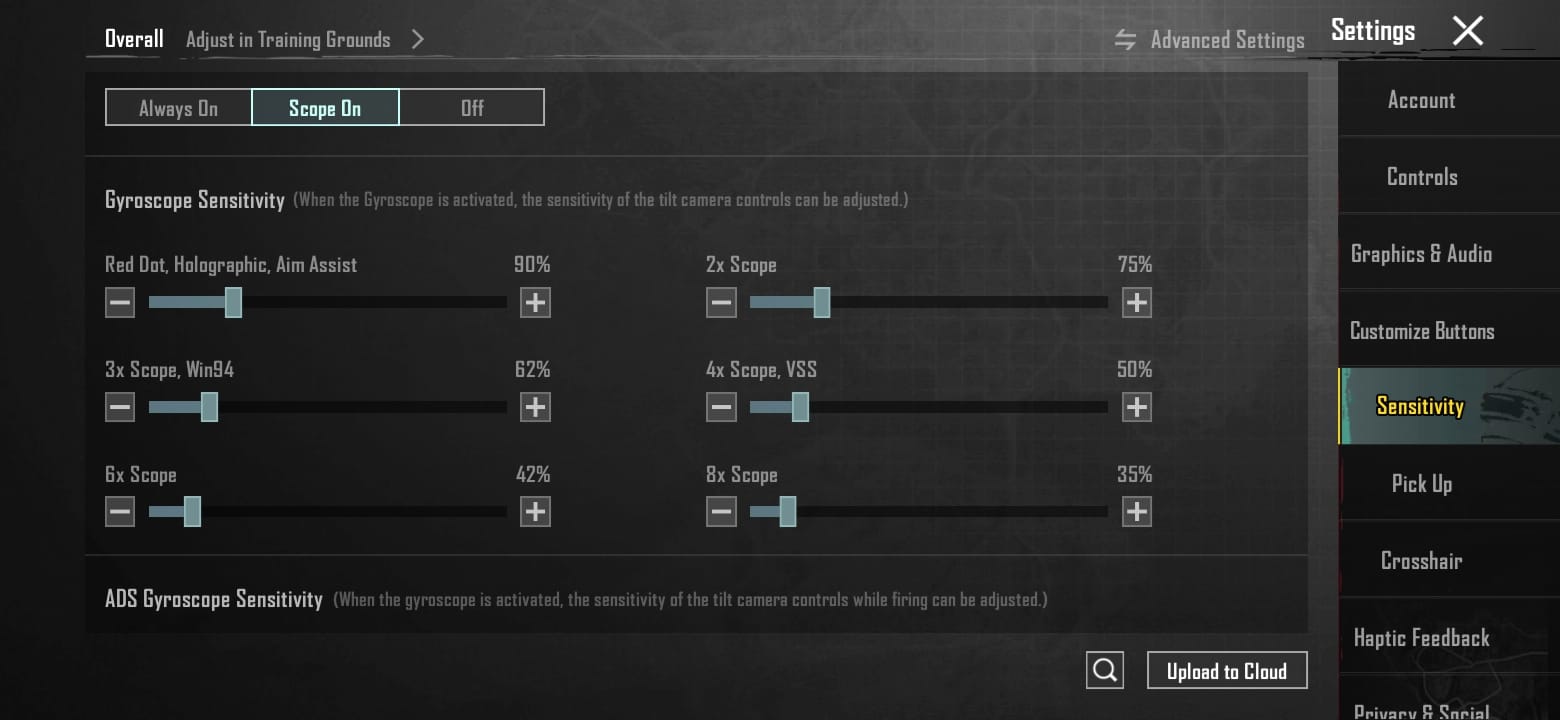 Overall Adjust in Training Grounds Advanced Settings Settings
Always On Scope On Off
Gyroscope Sensitivity (When the Gyroscope is activated, the sensitivity of the tilt camera controls can be adjusted.)
Red Dot, Holographic, Aim Assist 90%
2x Scope 75%
3x Scope, Win94 62%
4x Scope, VSS 50%
6x Scope 42%
8x Scope 35%
ADS Gyroscope Sensitivity (When the gyroscope is activated, the sensitivity of the tilt camera controls while firing can be adjusted.)
Upload to Cloud
Account
Controls
Graphics & Audio
Customize Buttons
Sensitivity
Pick Up
Crosshair
Haptic Feedback
Privacy & Social